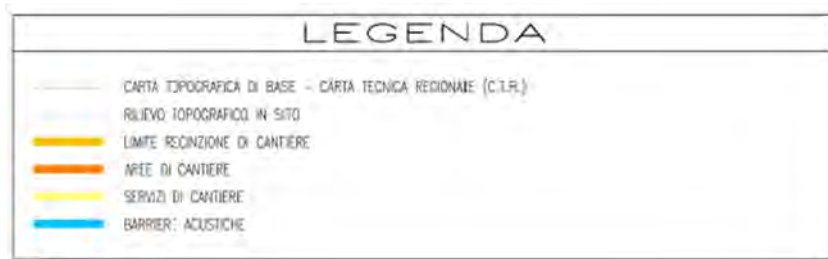 LEGENDA
CARTA TOPOGRAFICA DI BASE - CARTA TECNICA REGIONALE (C.T.R.)
RILIEVO TOPOGRAFICO IN SITO
LIMITE RECINZIONE DI CANTIERE
AREE DI CANTIERE
SERVIZI DI CANTIERE
BARRIERE ACUSTICHE